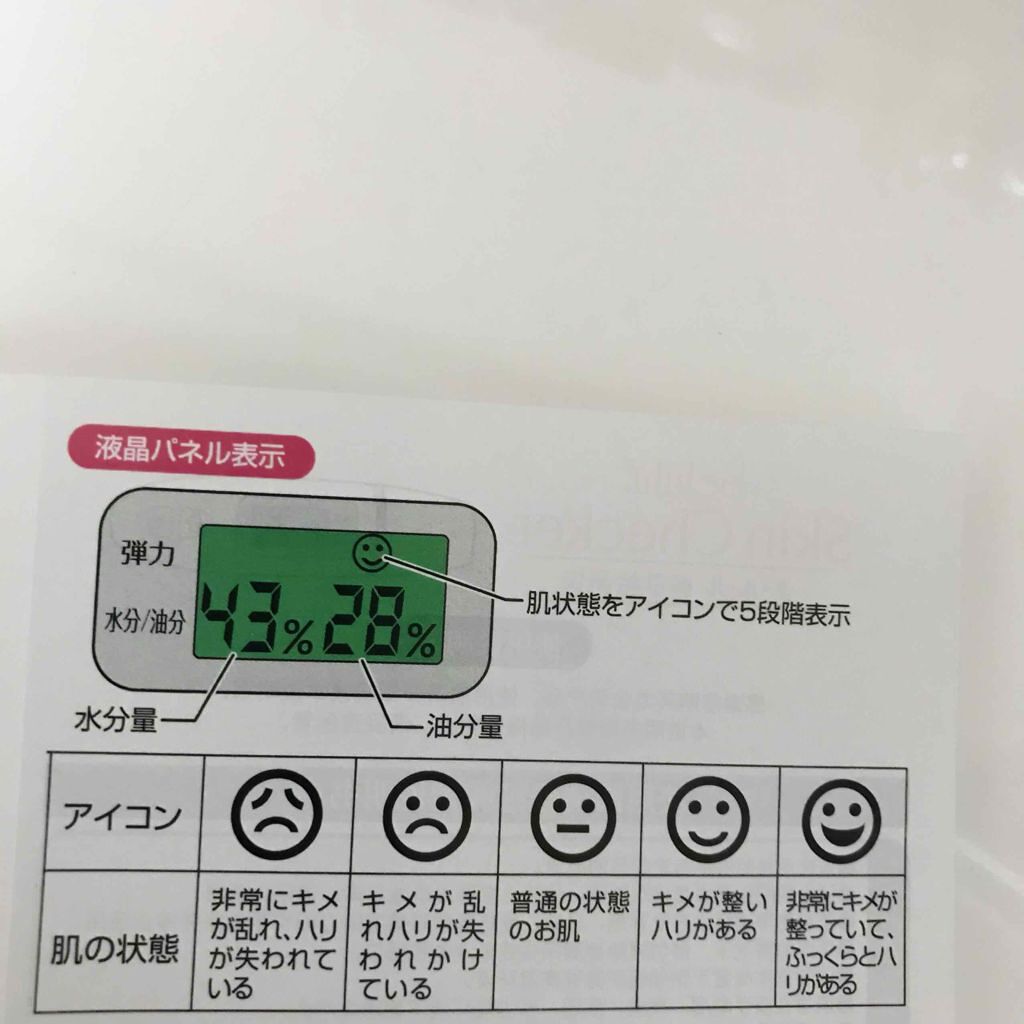 液晶パネル表示
弾力
水分/油分
43% 28%
肌状態をアイコンで5段階表示
水分量
油分量
アイコン
肌の状態
非常にキメ
が乱れ、ハリ
が失われて
いる
キメが乱
れハリが失
われかけ
ている
普通の状態
のお肌
キメが整い
ハリがある
非常にキメが
整っていて、
ふっくらとハ
リがある
Skin Checker